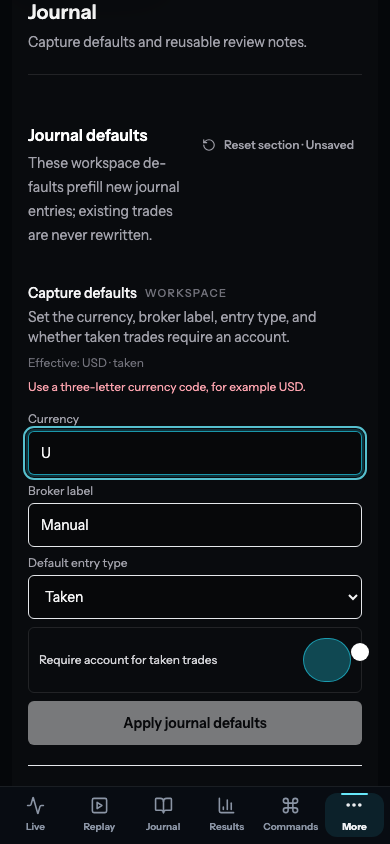 Journal
Capture defaults and reusable review notes.
Journal defaults
Reset section · Unsaved
These workspace de-
faults prefill new journal
entries; existing trades
are never rewritten.
Capture defaults WORKSPACE
Set the currency, broker label, entry type, and
whether taken trades require an account.
Effective: USD · taken
Use a three-letter currency code, for example USD.
Currency
U
Broker label
Manual
Default entry type
Taken
Require account for taken trades
Apply journal defaults
Live Replay Journal Results Commands More